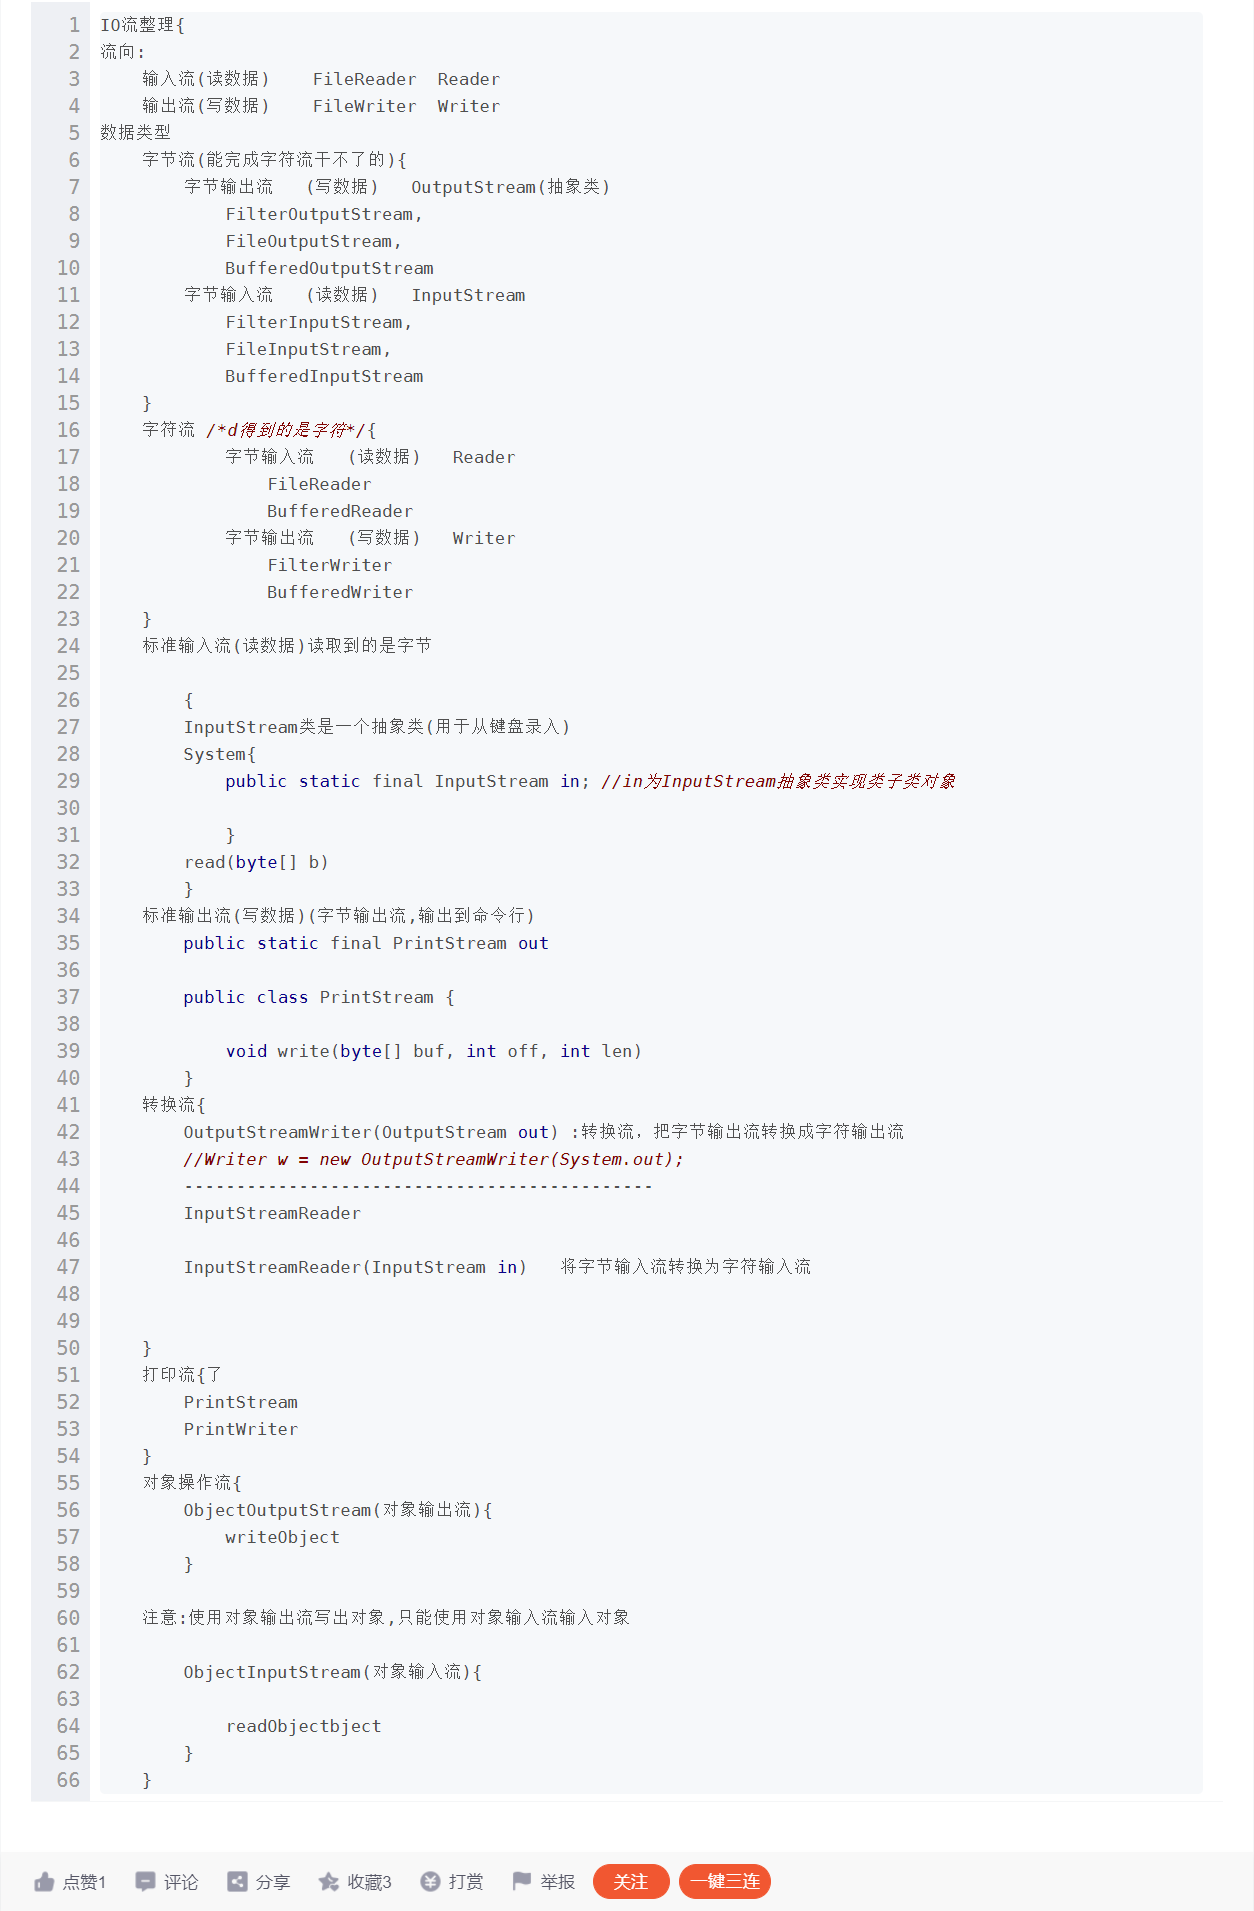 1 IO流整理{
2 流向:
3 输入流(读数据) FileReader Reader
4 输出流(写数据) FileWriter Writer
5 数据类型
6 字节流(能完成字符流干不了的){
7 字节输出流 (写数据) OutputStream(抽象类)
8 FilterOutputStream,
9 FileOutputStream,
10 BufferedOutputStream
11 字节输入流 (读数据) InputStream
12 FilterInputStream,
13 FileInputStream,
14 BufferedInputStream
15 }
16 字符流 /*d得到的是字符*/{
17 字节输入流 (读数据) Reader
18 FileReader
19 BufferedReader
20 字节输出流 (写数据) Writer
21 FilterWriter
22 BufferedWriter
23 }
24 标准输入流(读数据)读取到的是字节
25
26 {
27 InputStream类是一个抽象类(用于从键盘录入)
28 System{
29 public static final InputStream in; //in为InputStream抽象类实现类子类对象
30
31 }
32 read(byte[] b)
33 }
34 标准输出流(写数据)(字节输出流,输出到命令行)
35 public static final PrintStream out
36
37 public class PrintStream {
38
39 void write(byte[] buf, int off, int len)
40 }
41 转换流{
42 OutputStreamWriter(OutputStream out) :转换流，把字节输出流转换成字符输出流
43 //Writer w = new OutputStreamWriter(System.out);
44 ---------------------------------------------
45 InputStreamReader
46
47 InputStreamReader(InputStream in) 将字节输入流转换为字符输入流
48
49
50 }
51 打印流{了
52 PrintStream
53 PrintWriter
54 }
55 对象操作流{
56 ObjectOutputStream(对象输出流){
57 writeObject
58 }
59
60 注意:使用对象输出流写出对象,只能使用对象输入流输入对象
61
62 ObjectInputStream(对象输入流){
63
64 readObjectbject
65 }
66 }
点赞1 评论 分享 收藏3 打赏 举报 关注 一键三连